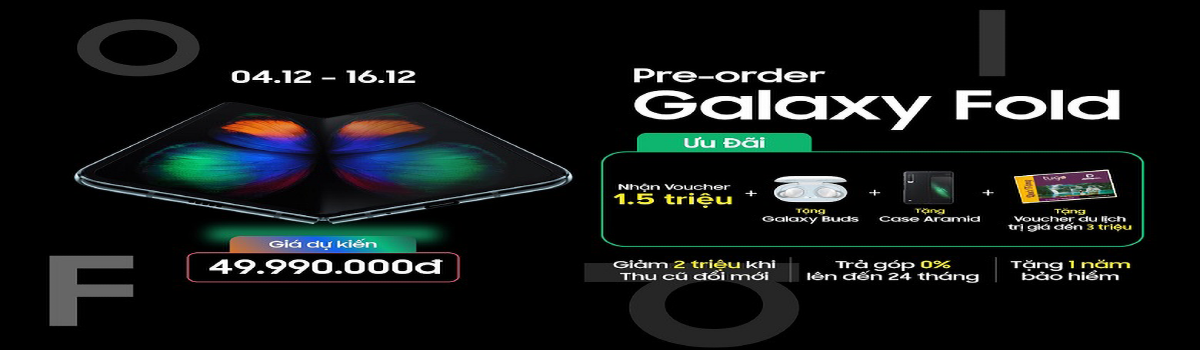 04.12 - 16.12
Giá dự kiến
49.990.000đ
Pre-order
Galaxy Fold
Ưu Đãi
Nhận Voucher
1.5 triệu
+
Tặng
Galaxy Buds
+
Tặng
Case Aramid
+
tugo
Tặng
Voucher du lịch
trị giá đến 3 triệu
Giảm 2 triệu khi
Thu cũ đổi mới
Trả góp 0%
lên đến 24 tháng
Tặng 1 năm
bảo hiểm
O
I
F
O